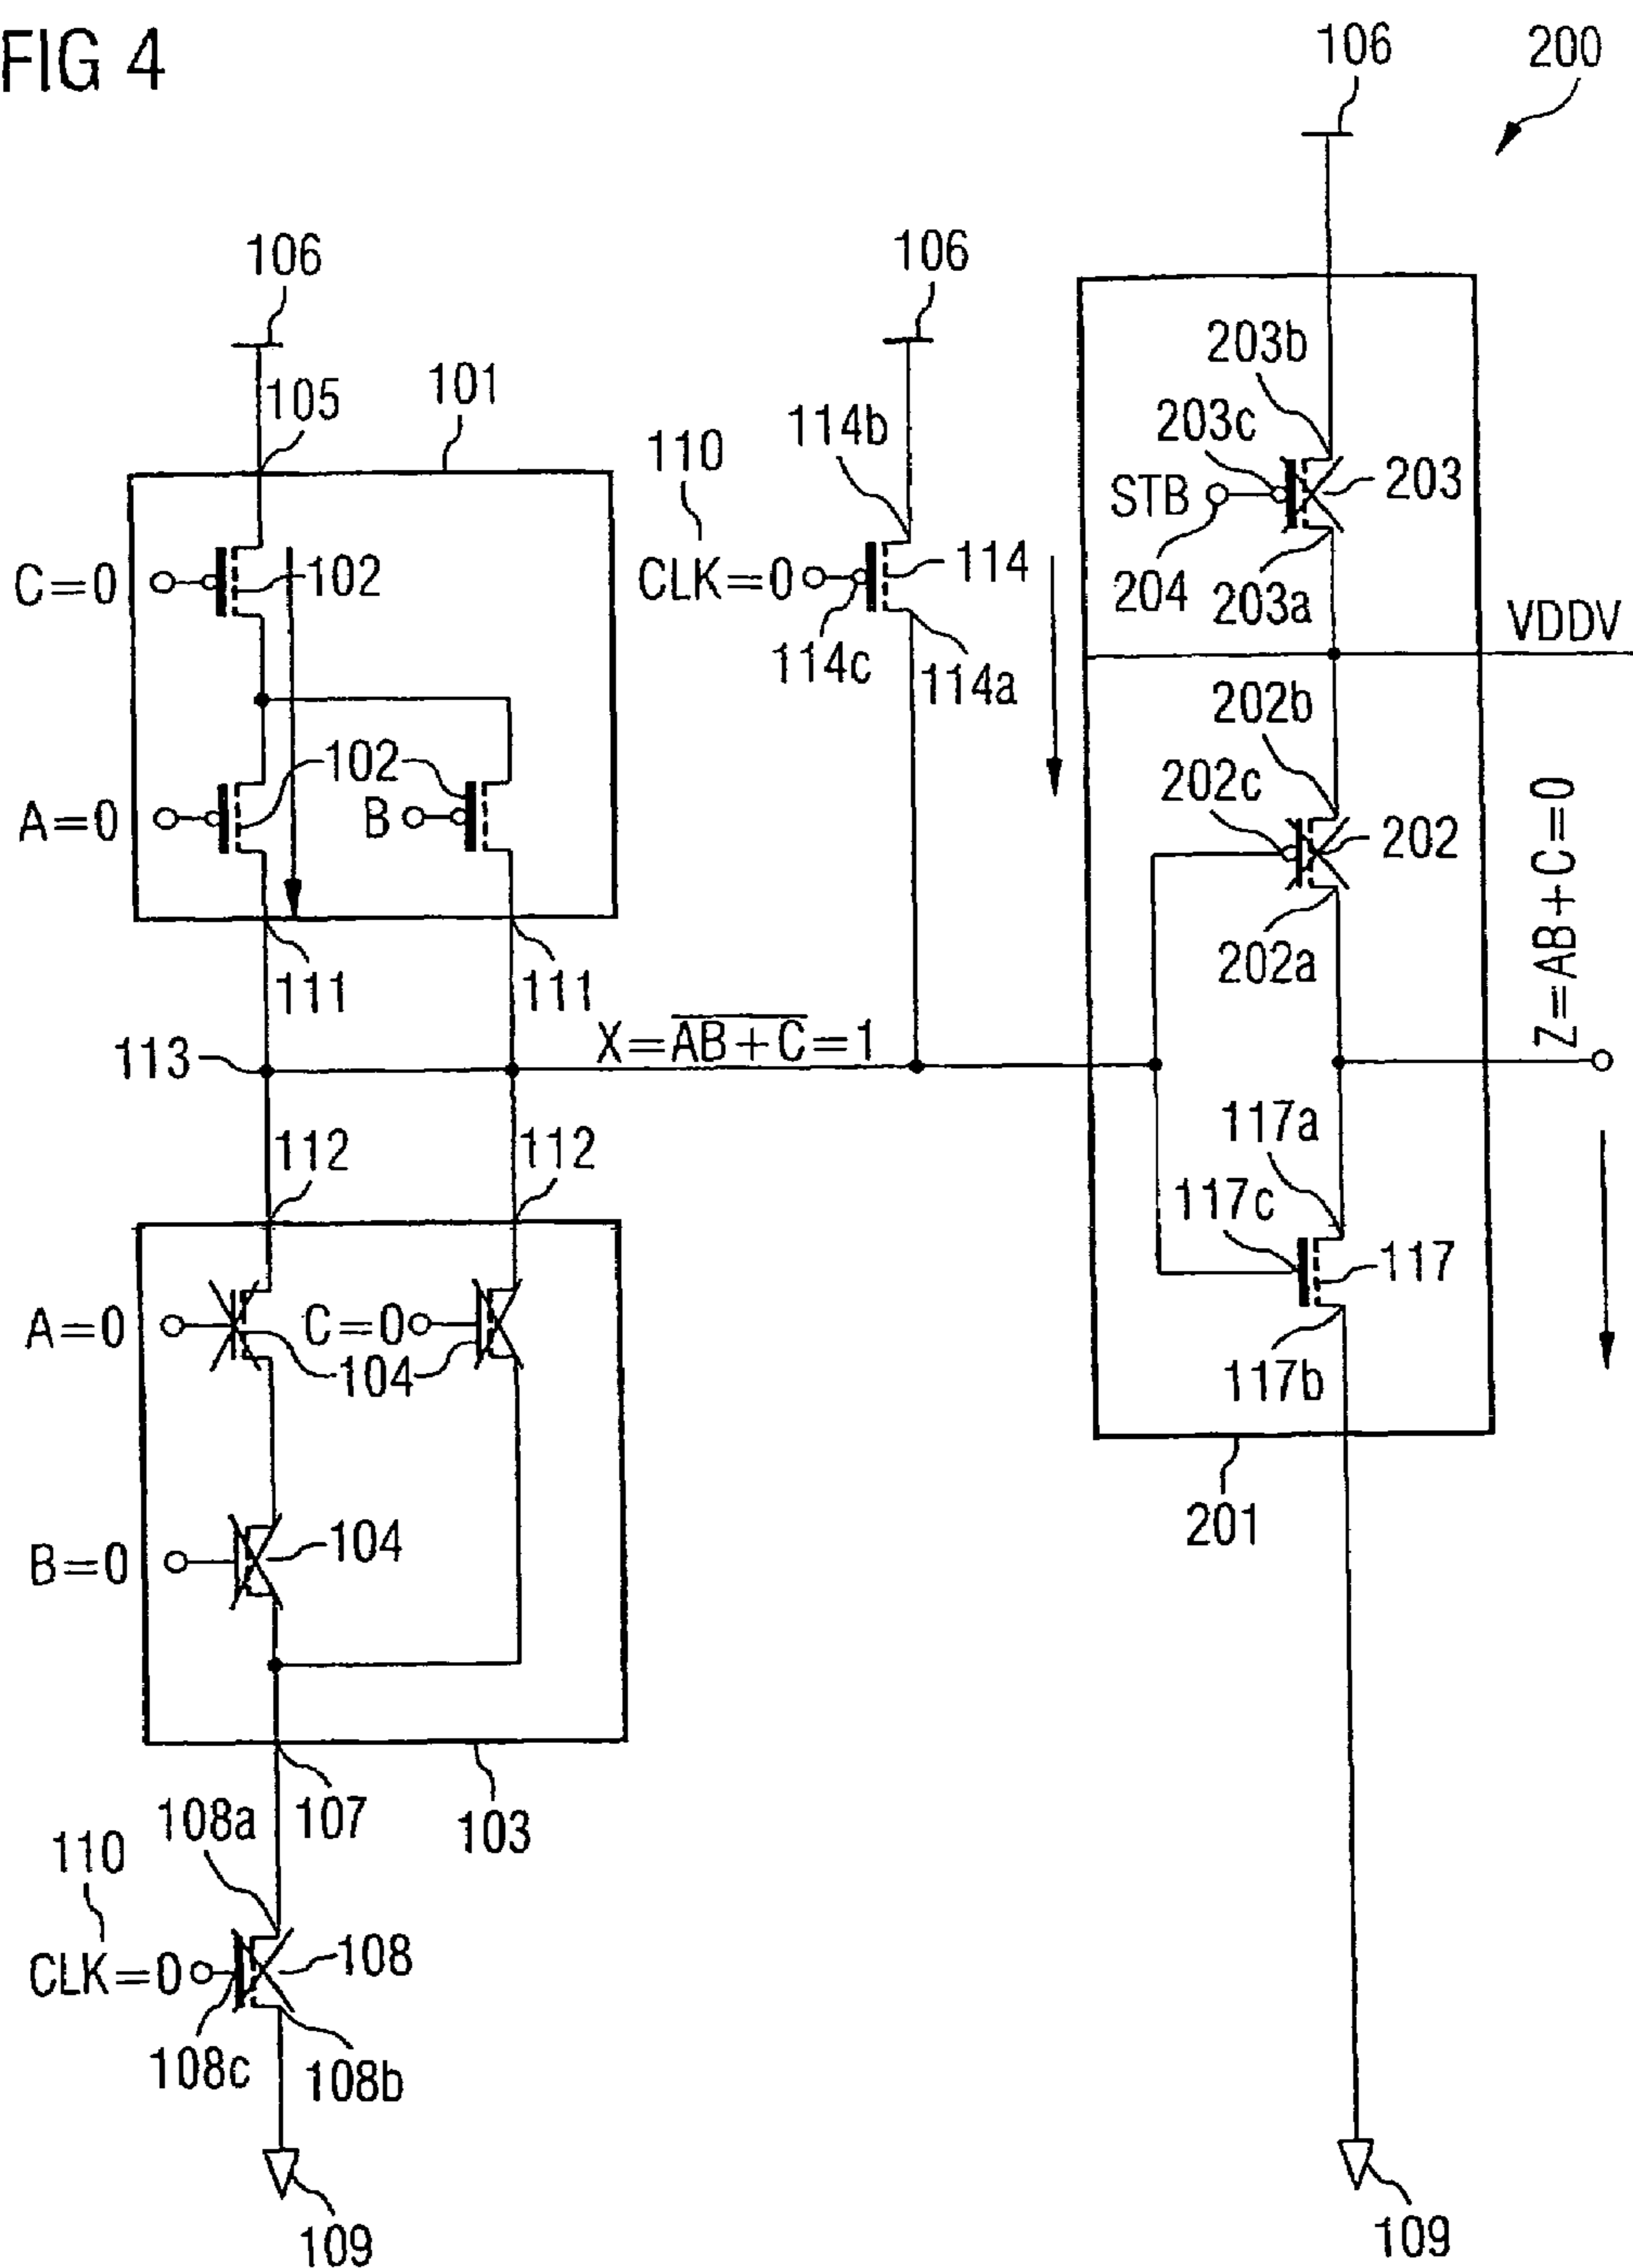 FIG 4
106
200
106
106
203b
105
101
203c
114b
110
STB
203
C=0
102
CLK=0
114
204
203a
VDDV
114c
114a
202b
102
202c
A=0
B
202
Z=AB+C=0
202a
111
111
X=A̅B̅+̅C̅=1
113
117a
112
112
117c
117
A=0
C=0
104
117b
201
B=0
104
108a
107
103
110
CLK=0
108
108c
108b
109
109